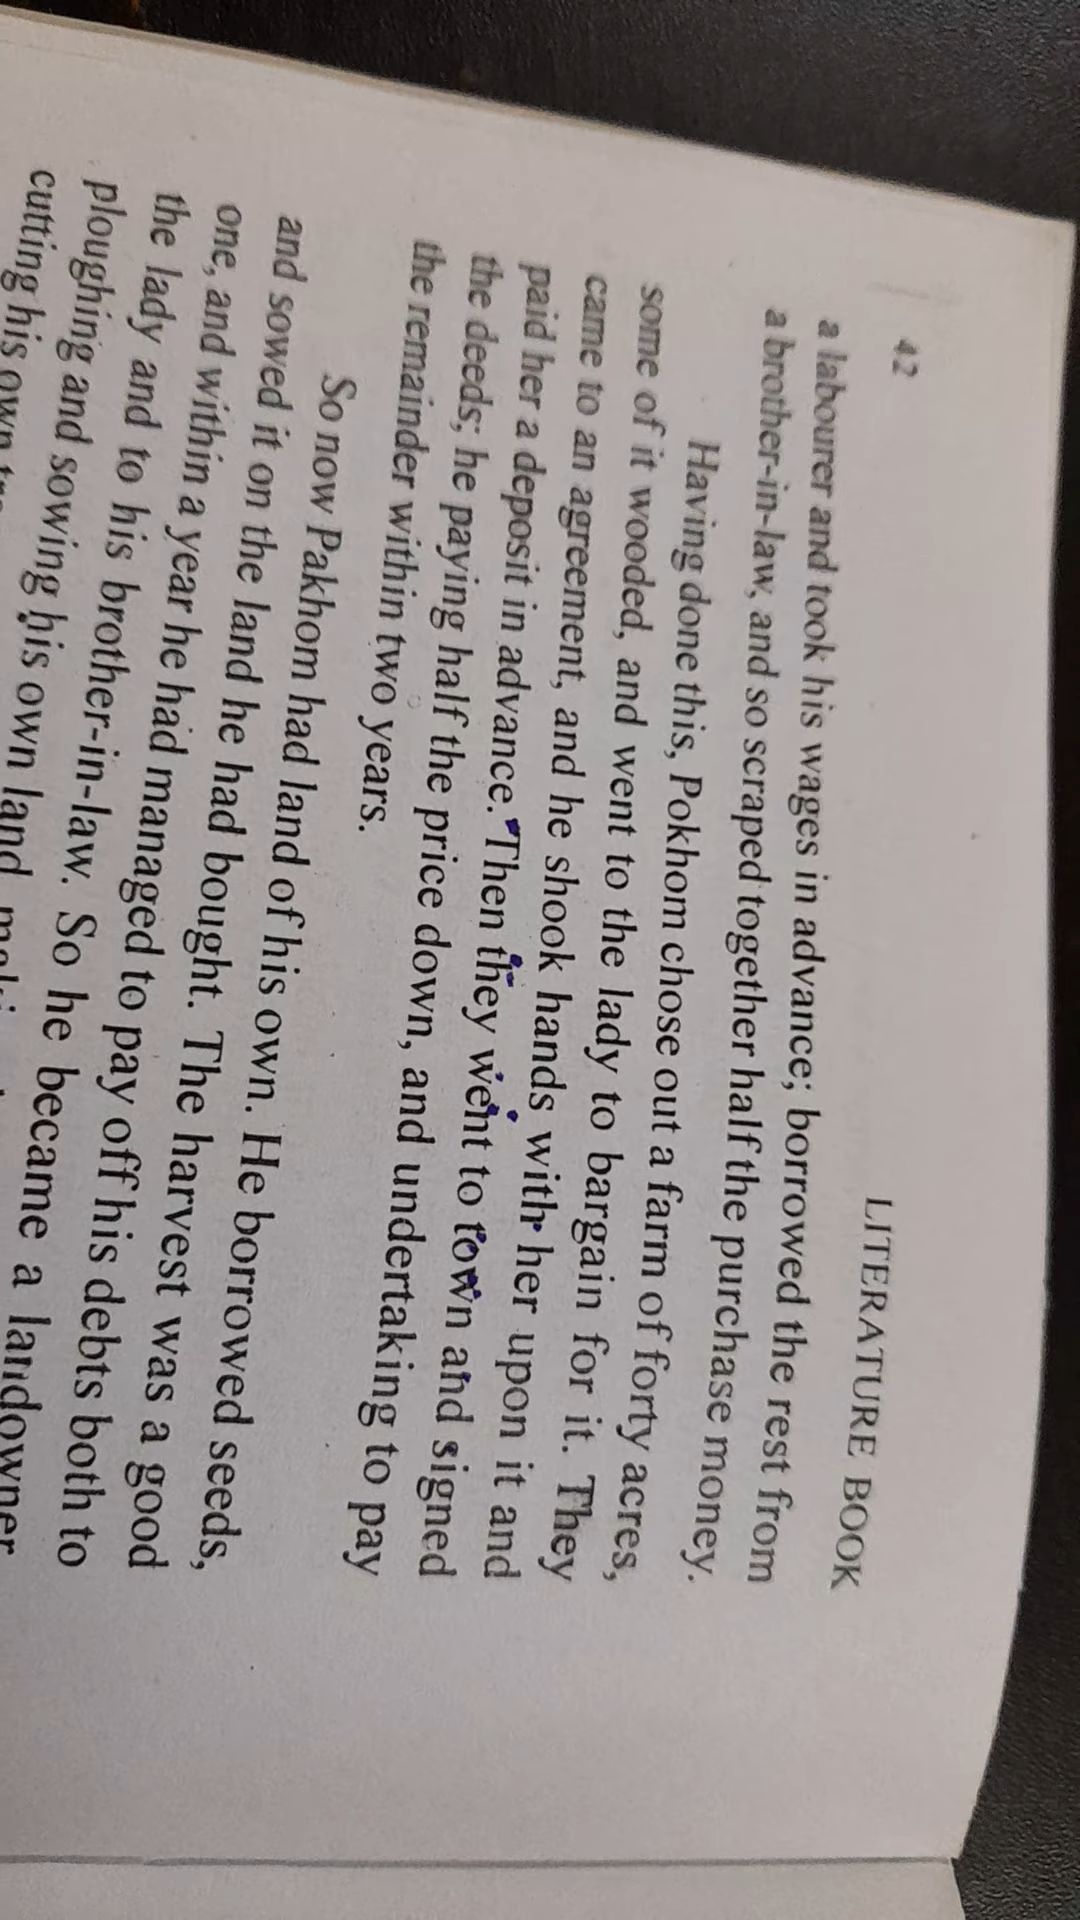 42
LITERATURE BOOK
a labourer and took his wages in advance; borrowed the rest from
a brother-in-law, and so scraped together half the purchase money.
Having done this, Pokhom chose out a farm of forty acres,
some of it wooded, and went to the lady to bargain for it. They
came to an agreement, and he shook hands with her upon it and
paid her a deposit in advance. Then they went to town and signed
the deeds; he paying half the price down, and undertaking to pay
the remainder within two years.
So now Pakhom had land of his own. He borrowed seeds,
and sowed it on the land he had bought. The harvest was a good
one, and within a year he had managed to pay off his debts both to
the lady and to his brother-in-law. So he became a landowner
ploughing and sowing his own land
cutting his own